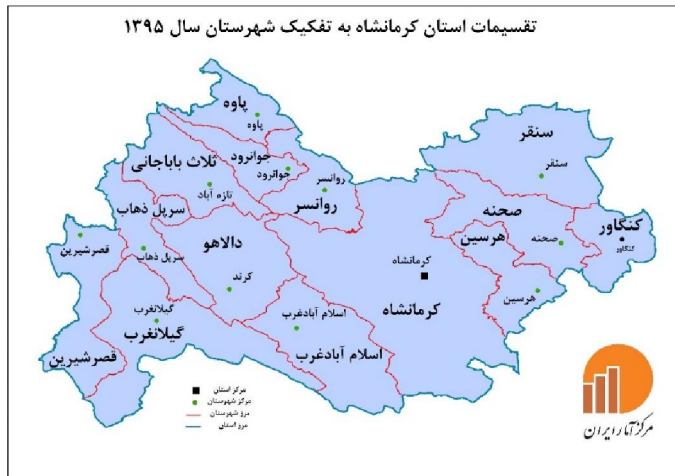 تقسیمات استان کرمانشاه به تفکیک شهرستان سال ۱۳۹۵
پاوه
پاوه
سنقر
سنقر
جوانرود
جوانرود
ثلاث باباجانی
تازه آباد
روانسر
روانسر
صحنه
صحنه
کنگاور
کنگاور
سرپل ذهاب
سرپل ذهاب
هرسین
هرسین
دالاهو
کرند
قصرشیرین
قصرشیرین
کرمانشاه
کرمانشاه
گیلانغرب
گیلانغرب
اسلام آبادغرب
اسلام آبادغرب
مرکز استان
مرکز شهرستان
مرز شهرستان
مرز استان
مرکز آمار ایران